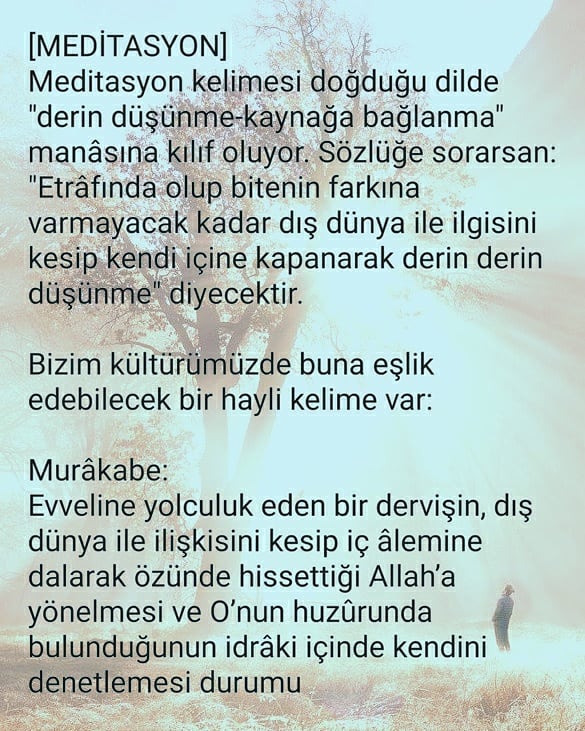 [MEDİTASYON]
Meditasyon kelimesi doğduğu dilde
"derin düşünme-kaynağa bağlanma"
manâsına kılıf oluyor. Sözlüğe sorarsan:
"Etrâfında olup bitenin farkına
varmayacak kadar dış dünya ile ilgisini
kesip kendi içine kapanarak derin derin
düşünme" diyecektir.

Bizim kültürümüzde buna eşlik
edebilecek bir hayli kelime var:

Murâkabe:
Evveline yolculuk eden bir dervişin, dış
dünya ile ilişkisini kesip iç âlemine
dalarak özünde hissettiği Allah’a
yönelmesi ve O’nun huzûrunda
bulunduğunun idrâki içinde kendini
denetlemesi durumu